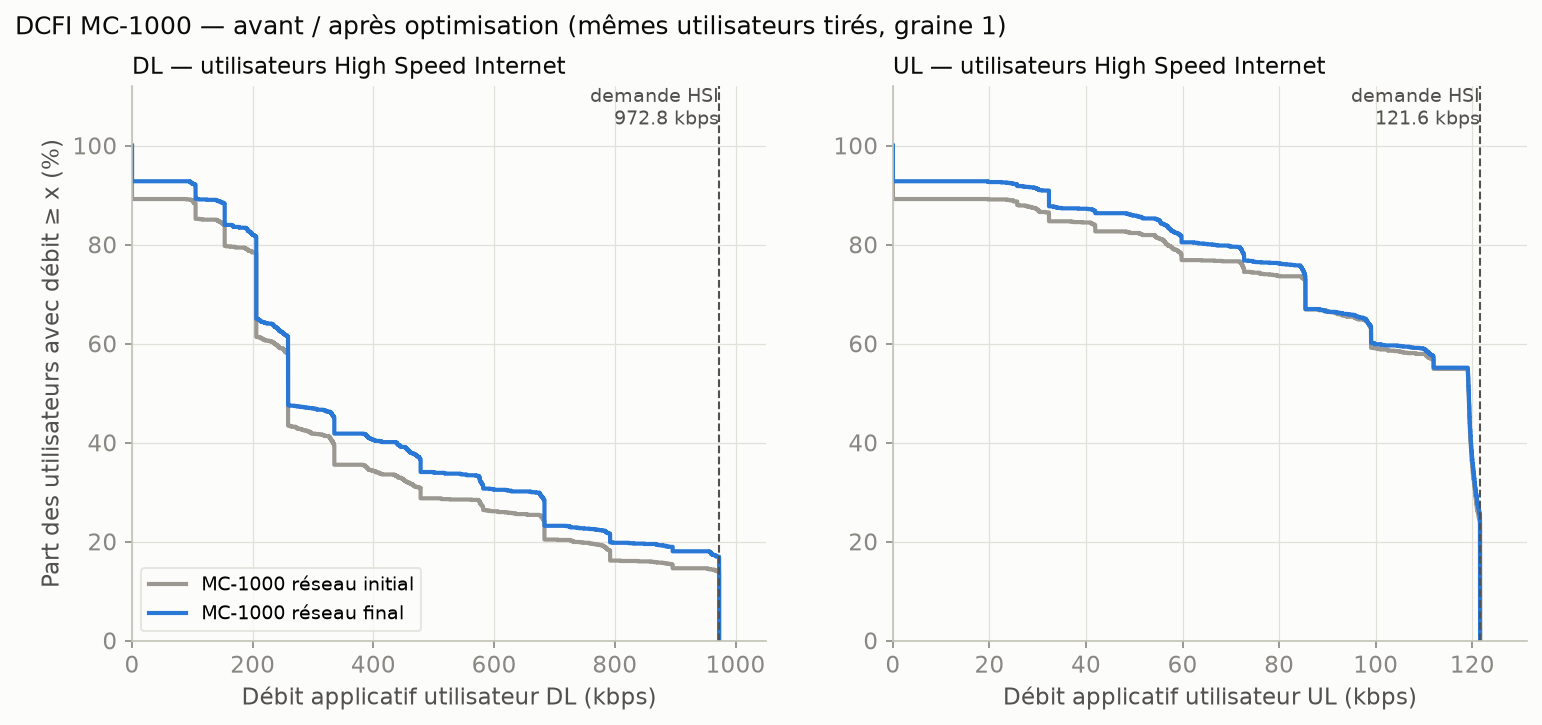 DCFI MC-1000 — avant / après optimisation (mêmes utilisateurs tirés, graine 1)
DL — utilisateurs High Speed Internet
demande HSI
972.8 kbps
Part des utilisateurs avec débit ≥ x (%)
100
80
60
40
20
0
MC-1000 réseau initial
MC-1000 réseau final
0 200 400 600 800 1000
Débit applicatif utilisateur DL (kbps)
UL — utilisateurs High Speed Internet
demande HSI
121.6 kbps
100
80
60
40
20
0
0 20 40 60 80 100 120
Débit applicatif utilisateur UL (kbps)